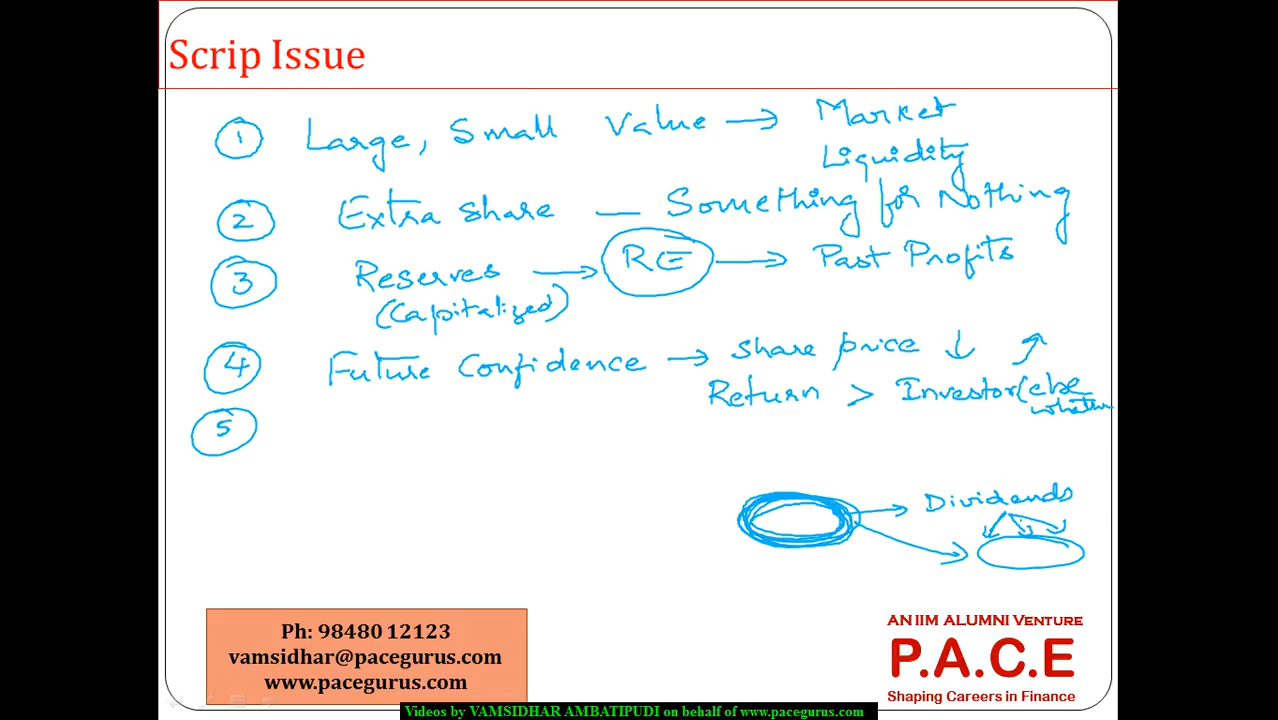 Scrip Issue
1 Large, Small Value → Market Liquidity
2 Extra share — Something for Nothing
3 Reserves (Capitalized) → RE → Past Profits
4 Future Confidence → share price ↓ ↑
Return > Investor (else
5
Dividends
Ph: 98480 12123
vamsidhar@pacegurus.com
www.pacegurus.com
AN IIM ALUMNI VENTURE
P.A.C.E
Shaping Careers in Finance
Videos by VAMSIDHAR AMBATIPUDI on behalf of www.pacegurus.com